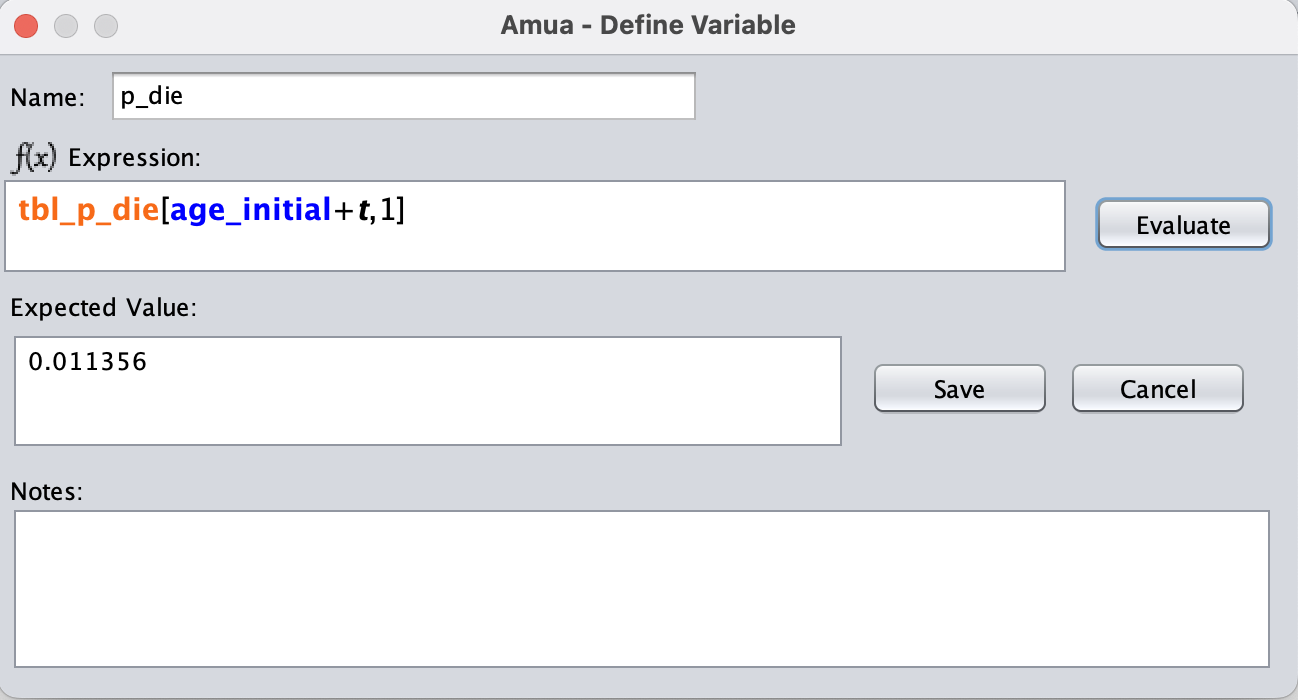 Amua - Define Variable
Name: p_die
f(x) Expression:
tbl_p_die[age_initial+t,1]
Evaluate
Expected Value:
0.011356
Save Cancel
Notes: